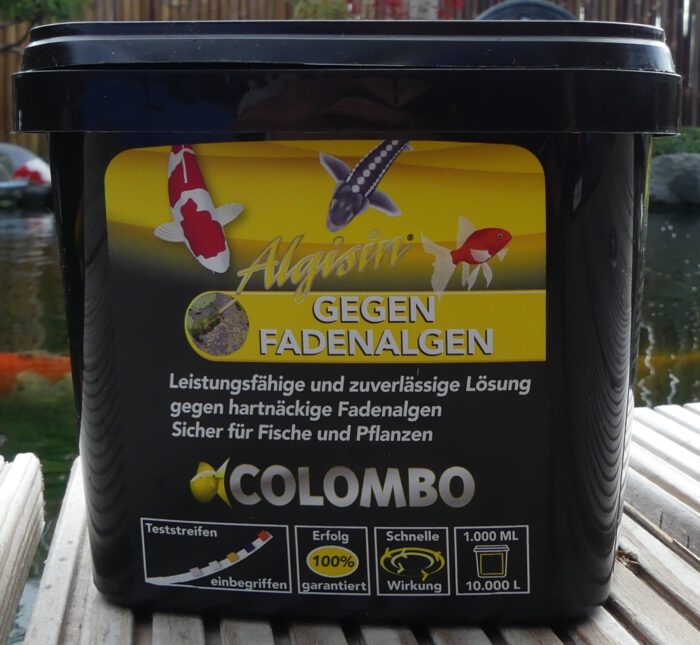 Algisin®
GEGEN
FADENALGEN
Leistungsfähige und zuverlässige Lösung
gegen hartnäckige Fadenalgen
Sicher für Fische und Pflanzen
COLOMBO
Teststreifen
einbegriffen
Erfolg
100%
garantiert
Schnelle
Wirkung
1.000 ML
10.000 L